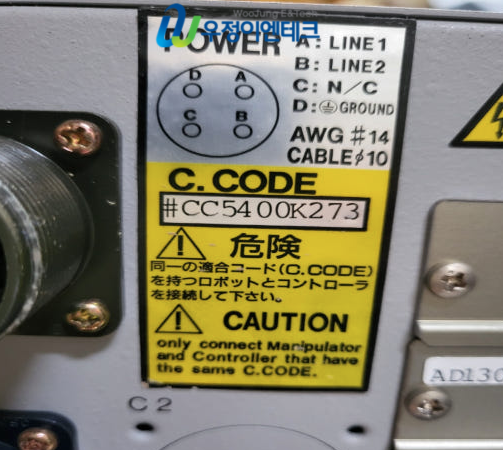 WooJung E&Tech
우정이엠테크
POWER
A: LINE1
B: LINE2
C: N/C
D: GROUND
D A
C B
AWG #14
CABLEφ10
C.CODE
#CC5400K273
危険
同一の適合コード(C.CODE)
を持つロボットとコントローラ
を接続して下さい。
CAUTION
only connect Manipulator
and Controller that have
the same C.CODE.
C2
AD130